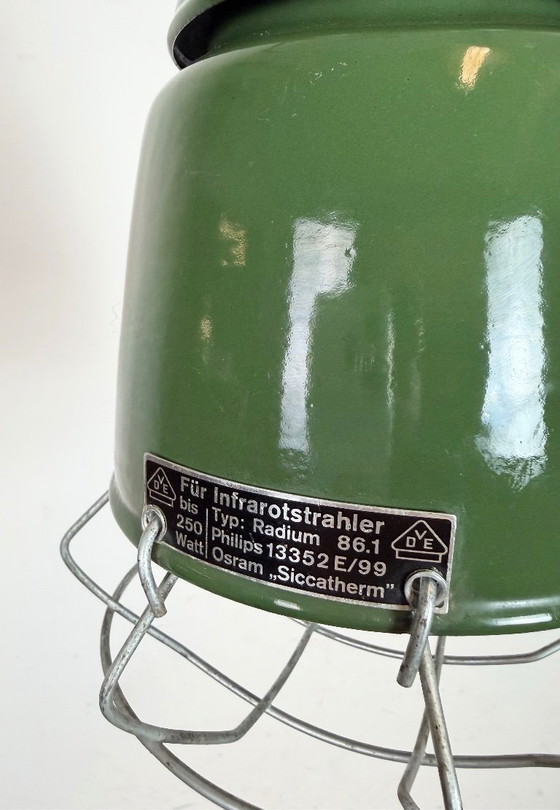 VDE Für Infrarotstrahler
bis Typ: Radium 86.1 VDE
250 Philips 13352 E/99
Watt Osram „Siccatherm"